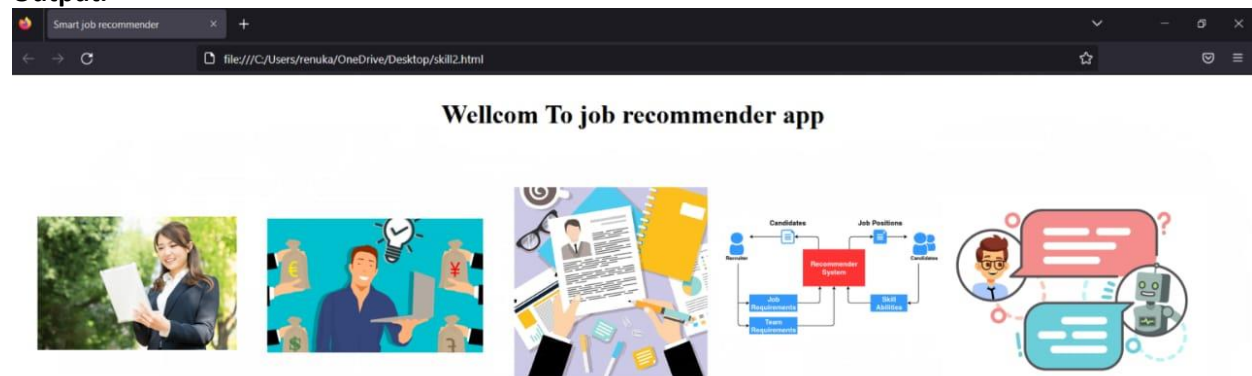 Output:
Smart job recommender
file:///C:/Users/renuka/OneDrive/Desktop/skill2.html
Wellcom To job recommender app
Candidates
Job Positions
Recruiter
Candidates
Recommender
System
Job
Requirements
Skill
Abilities
Team
Requirements